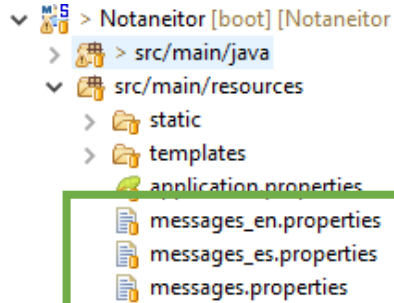 > Notaneitor [boot] [Notaneitor
> src/main/java
src/main/resources
static
templates
application.properties
messages_en.properties
messages_es.properties
messages.properties